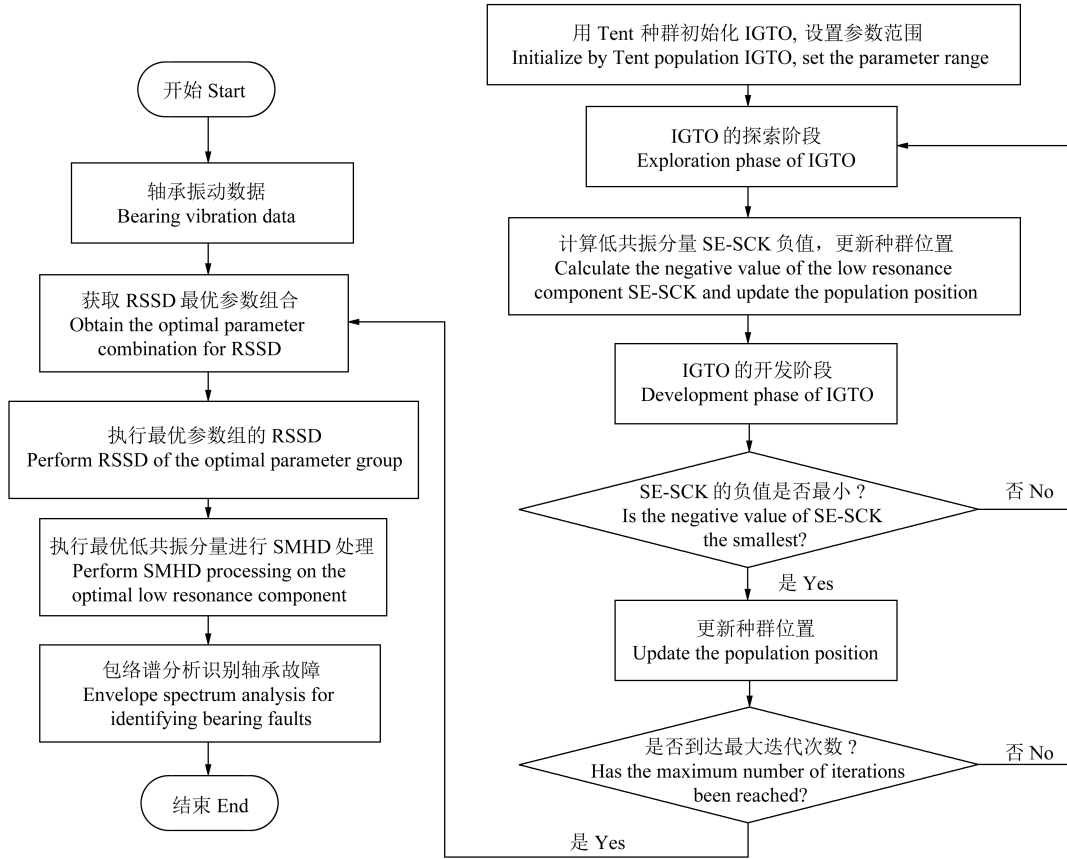 开始 Start
轴承振动数据
Bearing vibration data
获取 RSSD 最优参数组合
Obtain the optimal parameter
combination for RSSD
执行最优参数组的 RSSD
Perform RSSD of the optimal parameter group
执行最优低共振分量进行 SMHD 处理
Perform SMHD processing on the
optimal low resonance component
包络谱分析识别轴承故障
Envelope spectrum analysis for
identifying bearing faults
结束 End
用 Tent 种群初始化 IGTO, 设置参数范围
Initialize by Tent population IGTO, set the parameter range
IGTO 的探索阶段
Exploration phase of IGTO
计算低共振分量 SE-SCK 负值，更新种群位置
Calculate the negative value of the low resonance
component SE-SCK and update the population position
IGTO 的开发阶段
Development phase of IGTO
SE-SCK 的负值是否最小？
Is the negative value of SE-SCK
the smallest?
否 No
是 Yes
更新种群位置
Update the population position
是否到达最大迭代次数？
Has the maximum number of iterations
been reached?
否 No
是 Yes